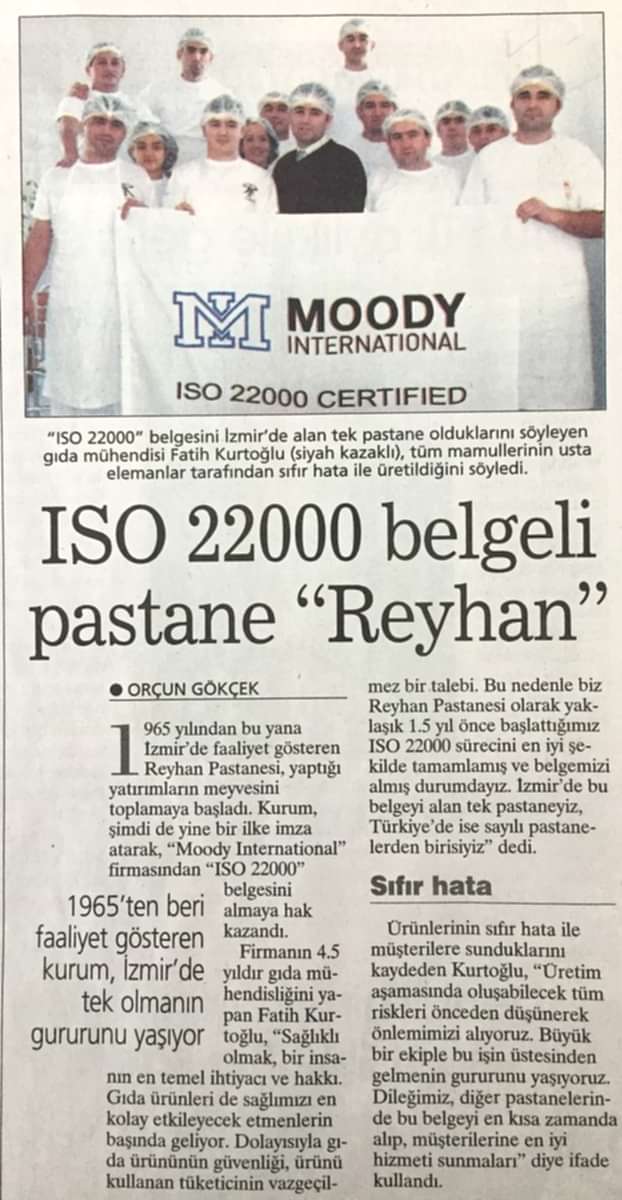 MOODY
INTERNATIONAL
ISO 22000 CERTIFIED
"ISO 22000" belgesini İzmir'de alan tek pastane olduklarını söyleyen
gıda mühendisi Fatih Kurtoğlu (siyah kazaklı), tüm mamullerinin usta
elemanlar tarafından sıfır hata ile üretildiğini söyledi.
ISO 22000 belgeli
pastane “Reyhan”
● ORÇUN GÖKÇEK
1965 yılından bu yana
İzmir'de faaliyet gösteren
Reyhan Pastanesi, yaptığı
yatırımların meyvesini
toplamaya başladı. Kurum,
şimdi de yine bir ilke imza
atarak, “Moody International”
firmasından “ISO 22000”
belgesini
almaya hak
kazandı.
Firmanın 4.5
yıldır gıda mü-
hendisliğini ya-
pan Fatih Kur-
toğlu, “Sağlıklı
olmak, bir insa-
nın en temel ihtiyacı ve hakkı.
Gıda ürünleri de sağlımızı en
kolay etkileyecek etmenlerin
başında geliyor. Dolayısıyla gı-
da ürününün güvenliği, ürünü
kullanan tüketicinin vazgeçil-
1965'ten beri
faaliyet gösteren
kurum, İzmir'de
tek olmanın
gururunu yaşıyor
mez bir talebi. Bu nedenle biz
Reyhan Pastanesi olarak yak-
laşık 1.5 yıl önce başlattığımız
ISO 22000 sürecini en iyi şe-
kilde tamamlamış ve belgemizi
almış durumdayız. İzmir'de bu
belgeyi alan tek pastaneyiz,
Türkiye'de ise sayılı pastane-
lerden birisiyiz” dedi.
Sıfır hata
Ürünlerinin sıfır hata ile
müşterilere sunduklarını
kaydeden Kurtoğlu, “Üretim
aşamasında oluşabilecek tüm
riskleri önceden düşünerek
önlemimizi alıyoruz. Büyük
bir ekiple bu işin üstesinden
gelmenin gururunu yaşıyoruz.
Dileğimiz, diğer pastanelerin-
de bu belgeyi en kısa zamanda
alıp, müşterilerine en iyi
hizmeti sunmaları” diye ifade
kullandı.